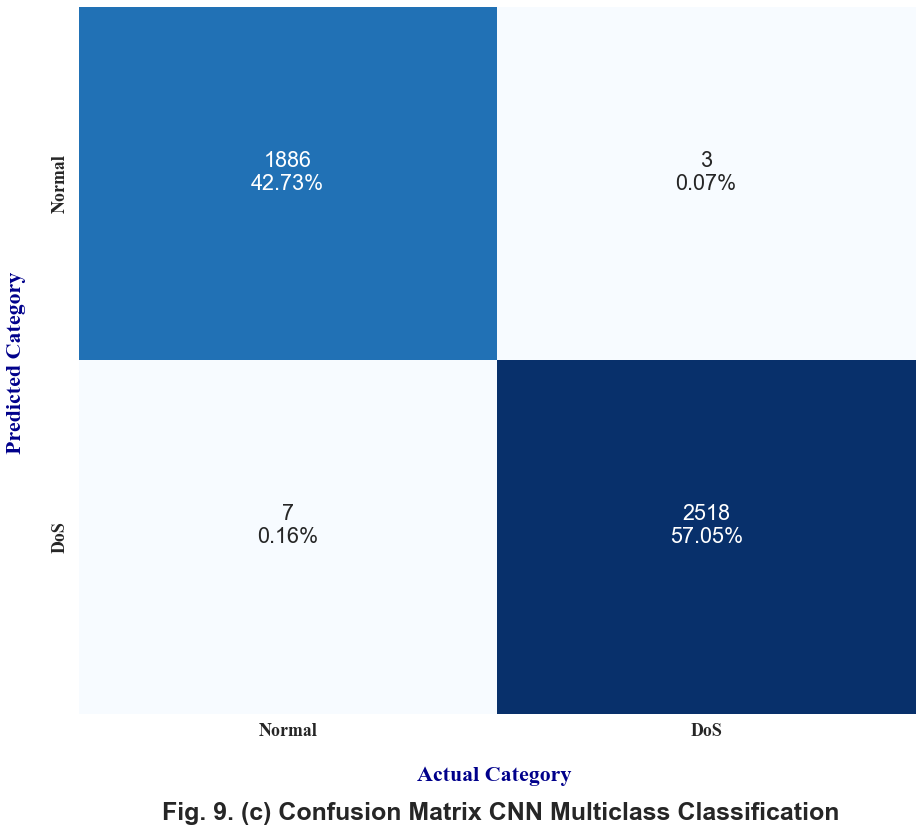 1886
42.73%
3
0.07%
Normal
Predicted Category
7
0.16%
2518
57.05%
DoS
Normal
DoS
Actual Category
Fig. 9. (c) Confusion Matrix CNN Multiclass Classification